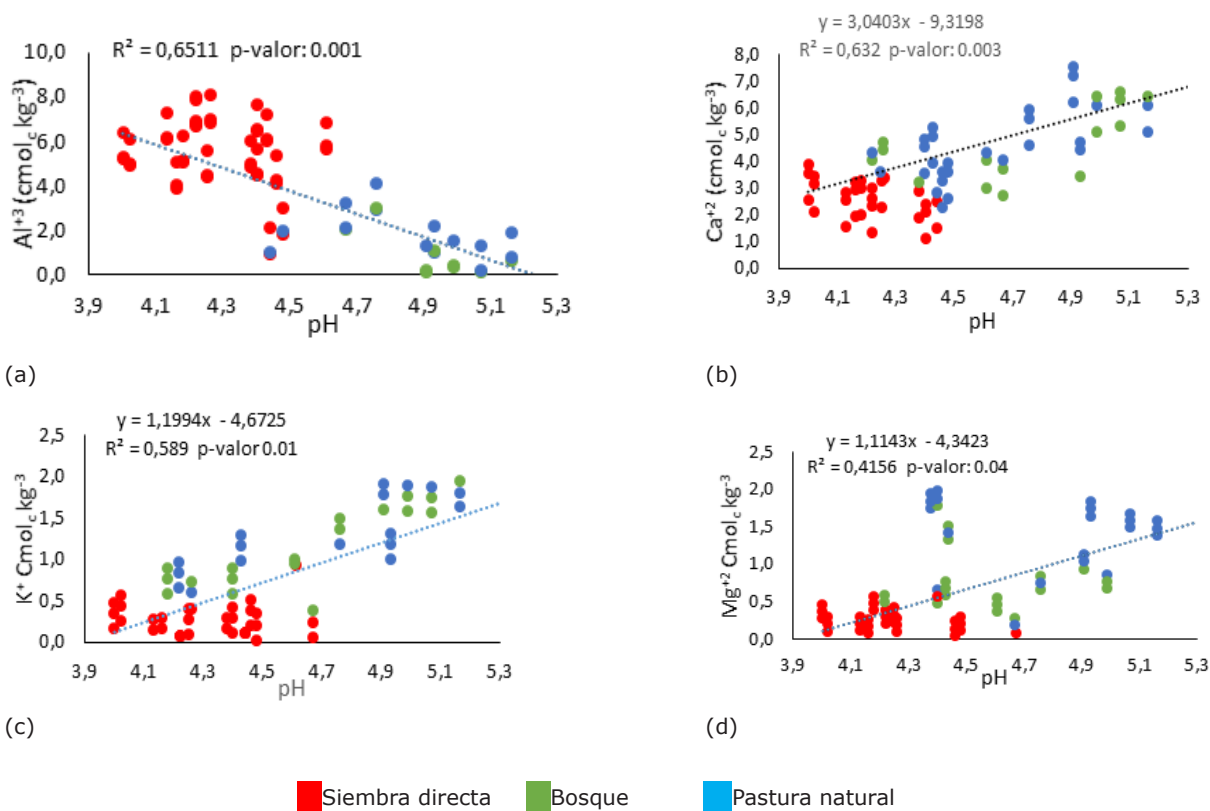 R² = 0,6511 p-valor: 0.001
10,0
8,0
6,0
4,0
2,0
0,0
Al⁺³ (cmol_c kg⁻³)
3,9 4,1 4,3 4,5 4,7 4,9 5,1 5,3
pH
(a)
y = 3,0403x - 9,3198
R² = 0,632 p-valor: 0.003
8,0
7,0
6,0
5,0
4,0
3,0
2,0
1,0
0,0
Ca⁺² (cmol_c kg⁻³)
3,9 4,1 4,3 4,5 4,7 4,9 5,1 5,3
pH
(b)
y = 1,1994x - 4,6725
R² = 0,589 p-valor 0.01
2,5
2,0
1,5
1,0
0,5
0,0
K⁺ Cmol_c kg⁻³
3,9 4,1 4,3 4,5 4,7 4,9 5,1 5,3
pH
(c)
y = 1,1143x - 4,3423
R² = 0,4156 p-valor: 0.04
2,5
2,0
1,5
1,0
0,5
0,0
Mg⁺² Cmol_c kg⁻³
3,9 4,1 4,3 4,5 4,7 4,9 5,1 5,3
pH
(d)
Siembra directa Bosque Pastura natural